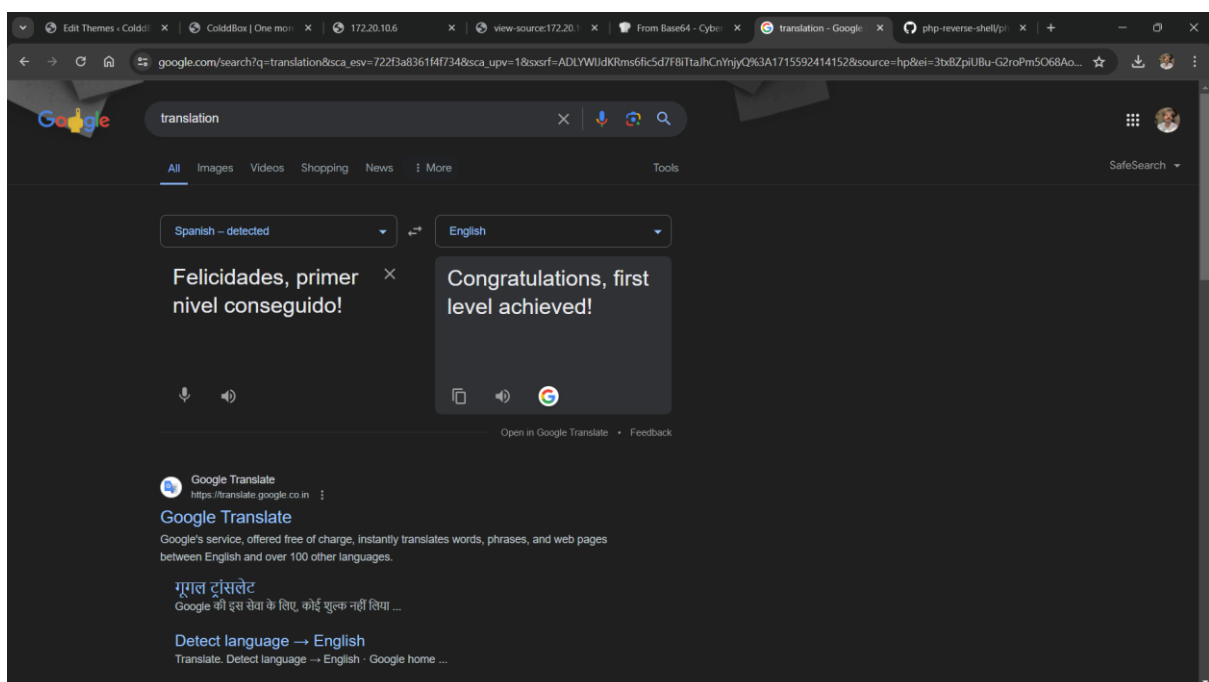 Edit Themes ‹ Coldd
ColddBox | One mor
172.20.10.6
view-source:172.20.1
From Base64 - Cyber
translation - Google
php-reverse-shell/ph
google.com/search?q=translation&sca_esv=722f3a8361f4f734&sca_upv=1&sxsrf=ADLYWIJdKRms6fic5d7F8iTtaJhCnYnjyQ%3A1715592414152&source=hp&ei=3txBZpiUBu-G2roPm5O68Ao...
Google
translation
All Images Videos Shopping News More Tools SafeSearch
Spanish – detected
English
Felicidades, primer
nivel conseguido!
Congratulations, first
level achieved!
Open in Google Translate • Feedback
Google Translate
https://translate.google.co.in
Google Translate
Google's service, offered free of charge, instantly translates words, phrases, and web pages
between English and over 100 other languages.
गूगल ट्रांसलेट
Google की इस सेवा के लिए, कोई शुल्क नहीं लिया ...
Detect language → English
Translate. Detect language → English · Google home ...